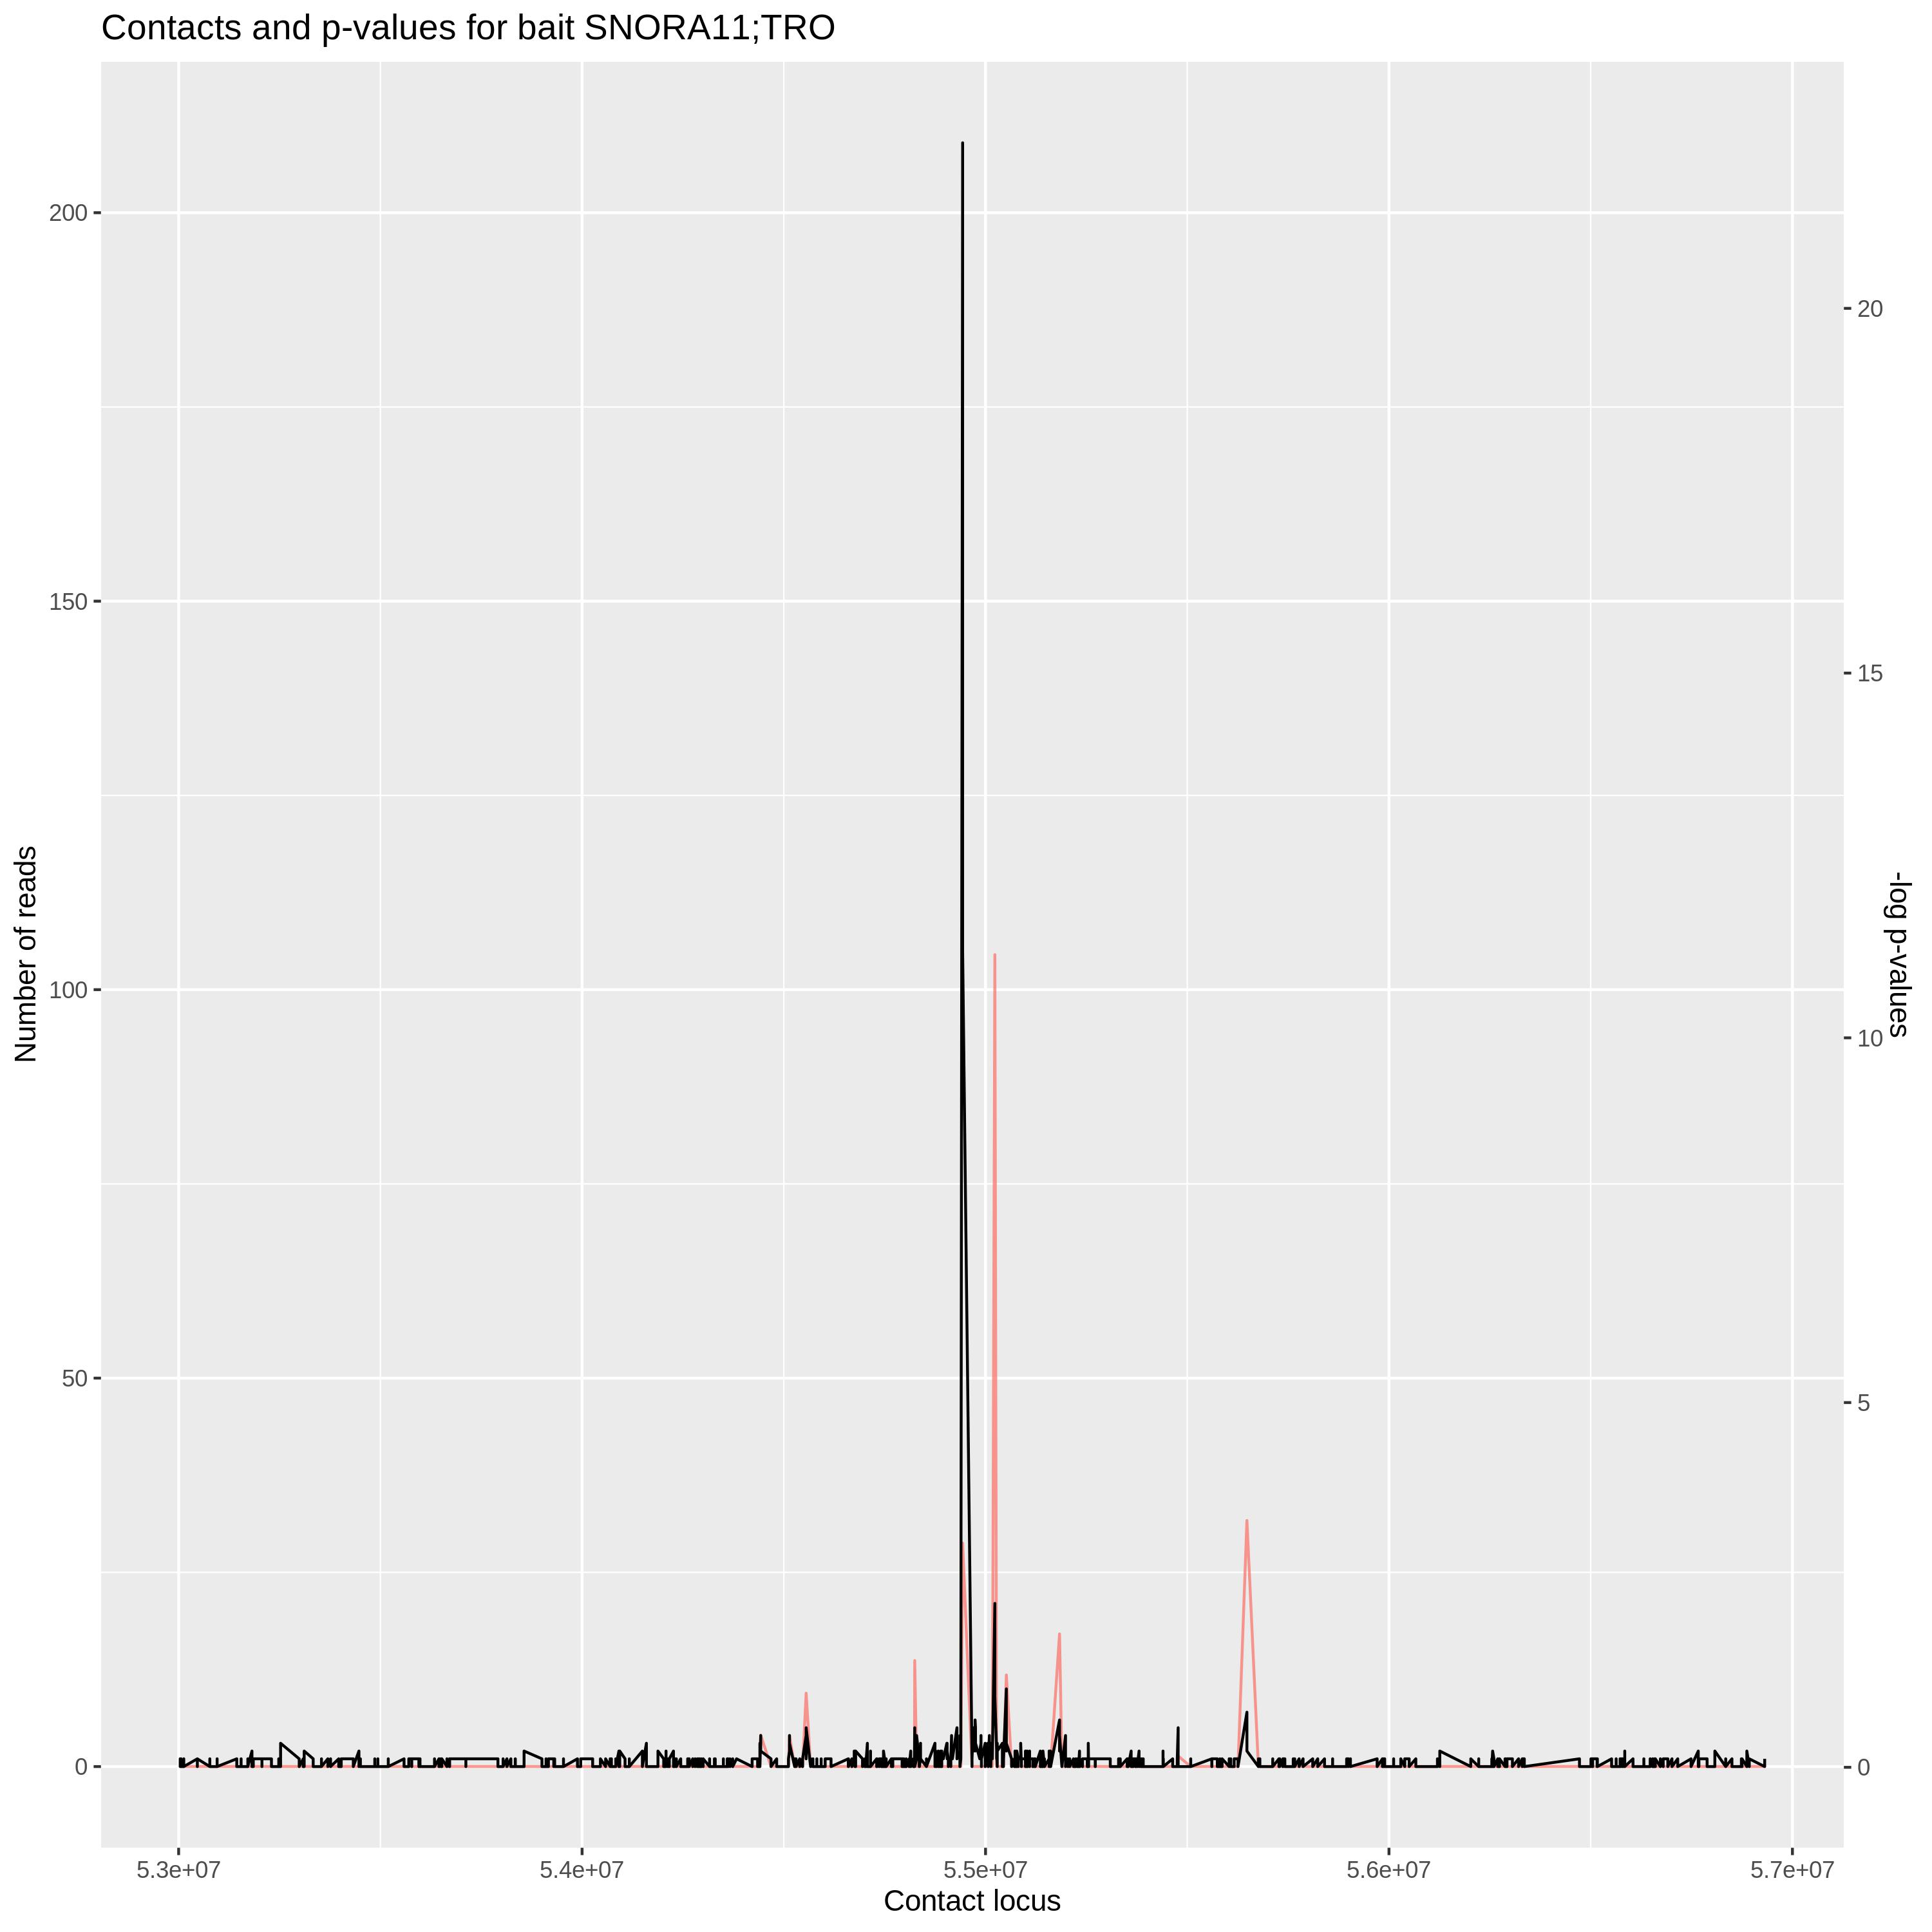 Contacts and p-values for bait SNORA11;TRO
Number of reads
200
150
100
50
0
20
15
10
5
0
-log p-values
5.3e+07
5.4e+07
5.5e+07
5.6e+07
5.7e+07
Contact locus